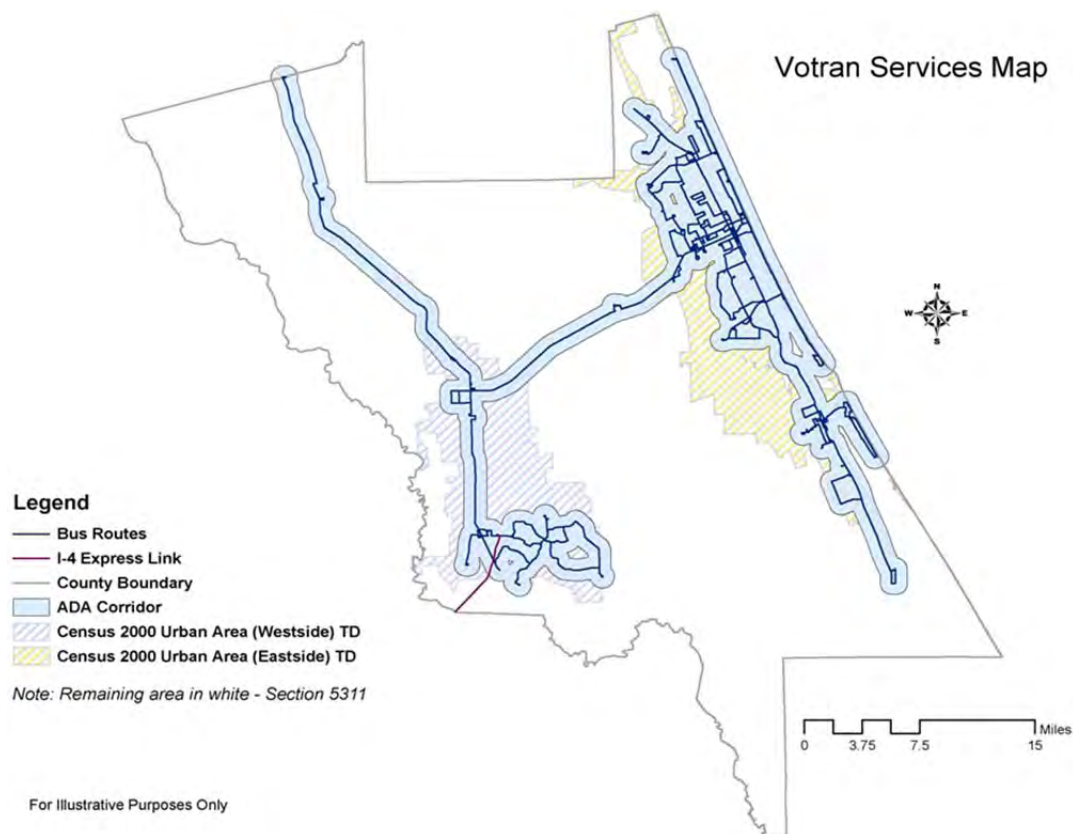 Votran Services Map
N
W E
S
Legend
Bus Routes
I-4 Express Link
County Boundary
ADA Corridor
Census 2000 Urban Area (Westside) TD
Census 2000 Urban Area (Eastside) TD
Note: Remaining area in white - Section 5311
Miles
0 3.75 7.5 15
For Illustrative Purposes Only